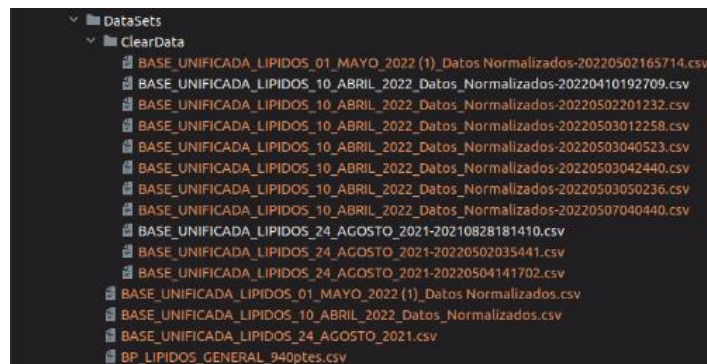 DataSets
ClearData
BASE_UNIFICADA_LIPIDOS_01_MAYO_2022 (1)_Datos Normalizados-20220502165714.csv
BASE_UNIFICADA_LIPIDOS_10_ABRIL_2022_Datos_Normalizados-20220410192709.csv
BASE_UNIFICADA_LIPIDOS_10_ABRIL_2022_Datos_Normalizados-20220502201232.csv
BASE_UNIFICADA_LIPIDOS_10_ABRIL_2022_Datos_Normalizados-20220503012258.csv
BASE_UNIFICADA_LIPIDOS_10_ABRIL_2022_Datos_Normalizados-20220503040523.csv
BASE_UNIFICADA_LIPIDOS_10_ABRIL_2022_Datos_Normalizados-20220503042440.csv
BASE_UNIFICADA_LIPIDOS_10_ABRIL_2022_Datos_Normalizados-20220503050236.csv
BASE_UNIFICADA_LIPIDOS_10_ABRIL_2022_Datos_Normalizados-20220507040440.csv
BASE_UNIFICADA_LIPIDOS_24_AGOSTO_2021-20210828181410.csv
BASE_UNIFICADA_LIPIDOS_24_AGOSTO_2021-20220502035441.csv
BASE_UNIFICADA_LIPIDOS_24_AGOSTO_2021-20220504141702.csv
BASE_UNIFICADA_LIPIDOS_01_MAYO_2022 (1)_Datos Normalizados.csv
BASE_UNIFICADA_LIPIDOS_10_ABRIL_2022_Datos_Normalizados.csv
BASE_UNIFICADA_LIPIDOS_24_AGOSTO_2021.csv
BP_LIPIDOS_GENERAL_940ptes.csv